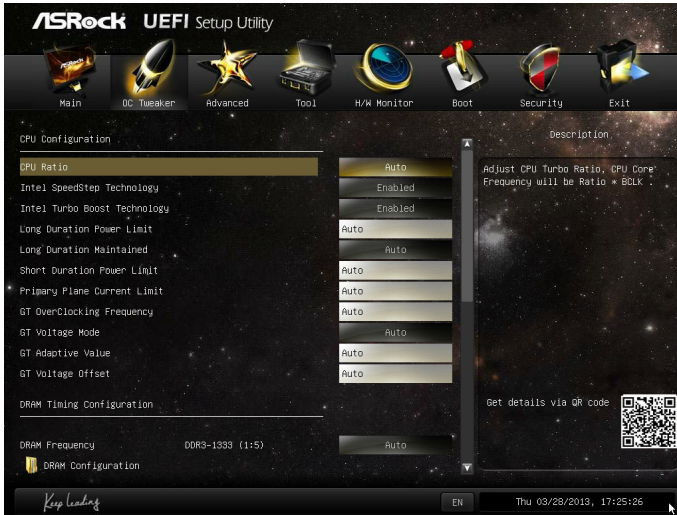 ASRock UEFI Setup Utility
Main OC Tweaker Advanced Tool H/W Monitor Boot Security Exit
CPU Configuration
CPU Ratio Auto
Intel SpeedStep Technology Enabled
Intel Turbo Boost Technology Enabled
Long Duration Power Limit Auto
Long Duration Maintained Auto
Short Duration Power Limit Auto
Primary Plane Current Limit Auto
GT OverClocking Frequency Auto
GT Voltage Mode Auto
GT Adaptive Value Auto
GT Voltage Offset Auto
DRAM Timing Configuration
DRAM Frequency DDR3-1333 (1:5) Auto
DRAM Configuration
Description
Adjust CPU Turbo Ratio, CPU Core
Frequency will be Ratio * BCLK .
Get details via QR code
Keep Leading
EN Thu 03/28/2013, 17:25:26